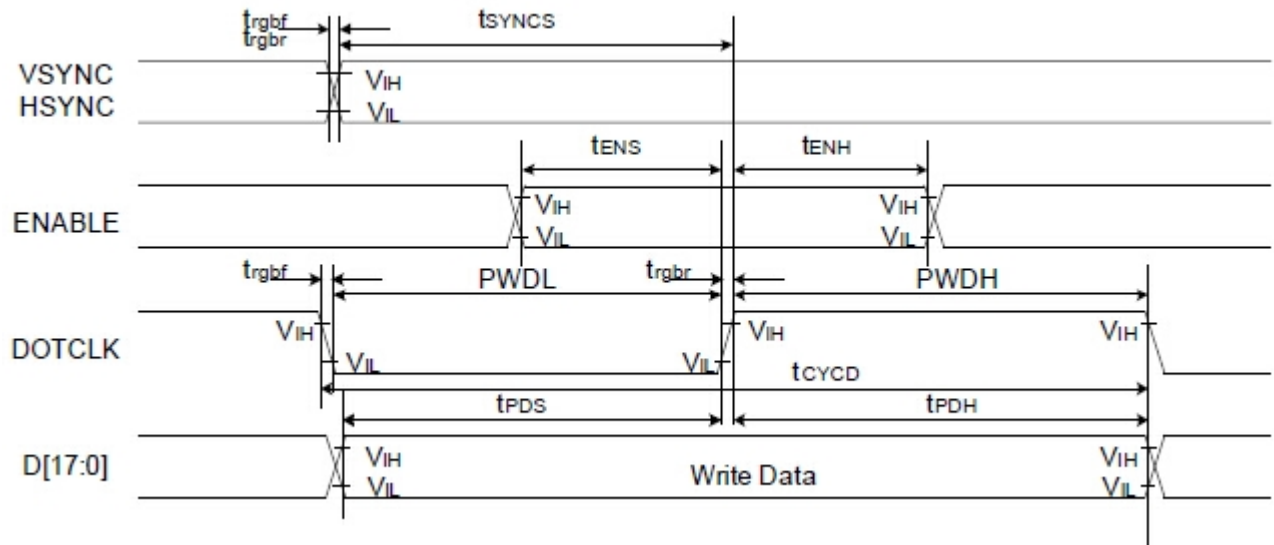 trgbf tSYNCS
trgbr
VSYNC VIH
HSYNC VIL
tENS tENH
ENABLE VIH VIH
VIL VIL
trgbf PWDL trgbr PWDH
DOTCLK VIH VIH VIH
VIL VIL
tCYCD
tPDS tPDH
D[17:0] VIH Write Data VIH
VIL VIL